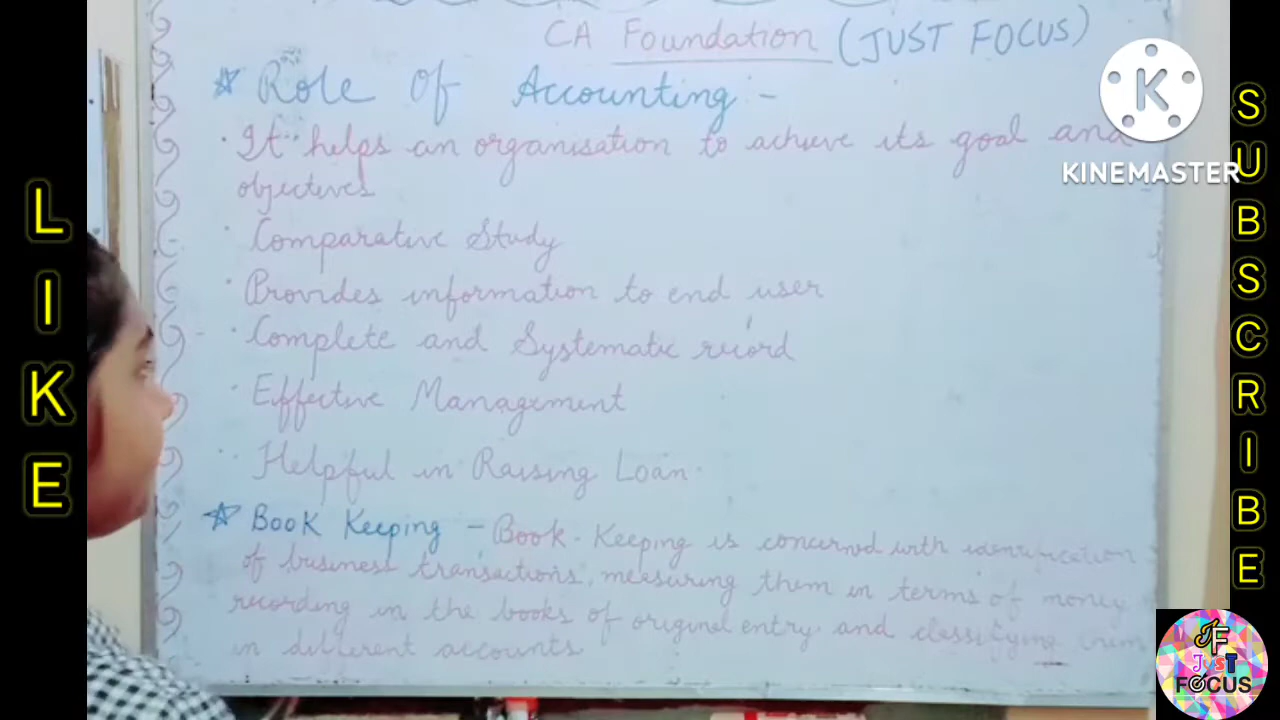 CA Foundation (JUST FOCUS)
Role Of Accounting :-
· It helps an organisation to achieve its goal and
objectives
· Comparative Study
· Provides information to end user
· Complete and Systematic record
· Effective Management
· Helpful in Raising Loan.
Book Keeping - Book-Keeping is concerned with identification
of business transactions, measuring them in terms of money
recording in the books of original entry and classifying them
in different accounts
LIKE
SUBSCRIBE
K
KINEMASTER
JF
JUST
FOCUS